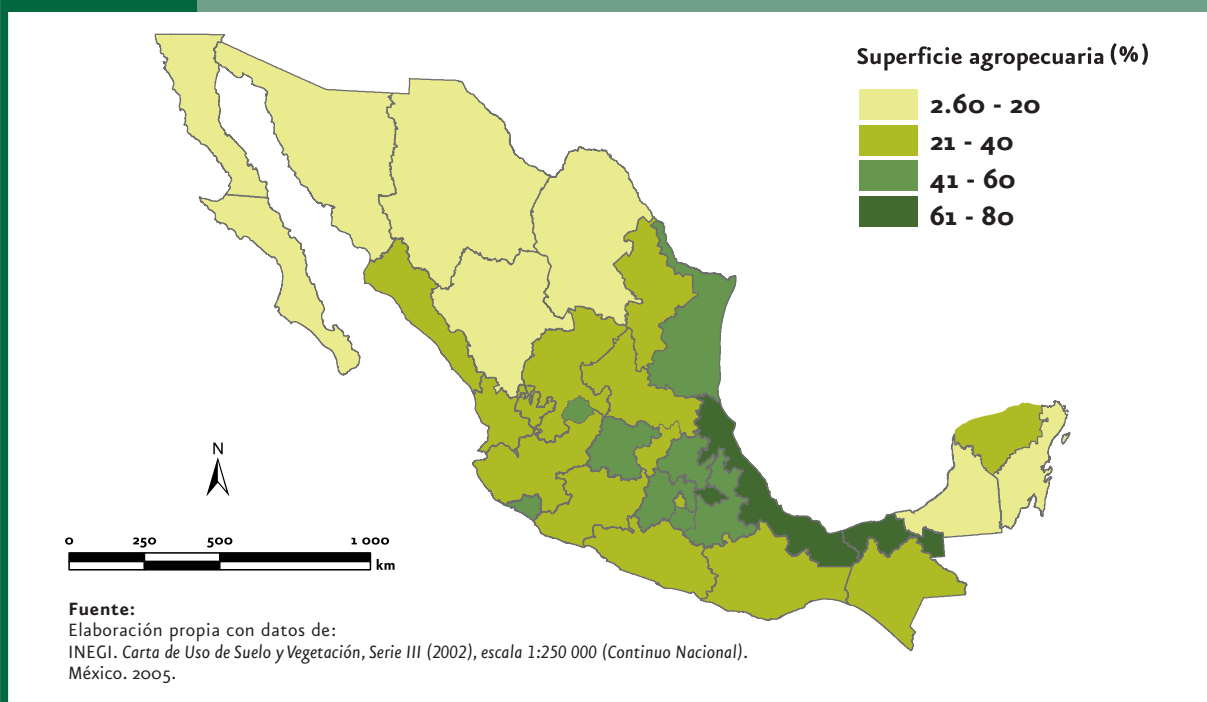 Superficie agropecuaria (%)
2.60 - 20
21 - 40
41 - 60
61 - 80
N
0 250 500 1 000
km
Fuente:
Elaboración propia con datos de:
INEGI. Carta de Uso de Suelo y Vegetación, Serie III (2002), escala 1:250 000 (Continuo Nacional).
México. 2005.